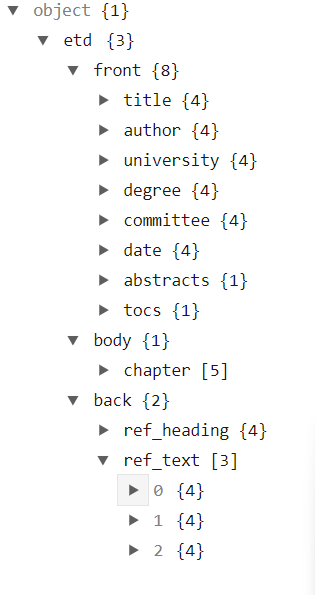 object {1}
etd {3}
front {8}
title {4}
author {4}
university {4}
degree {4}
committee {4}
date {4}
abstracts {1}
tocs {1}
body {1}
chapter [5]
back {2}
ref_heading {4}
ref_text [3]
0 {4}
1 {4}
2 {4}